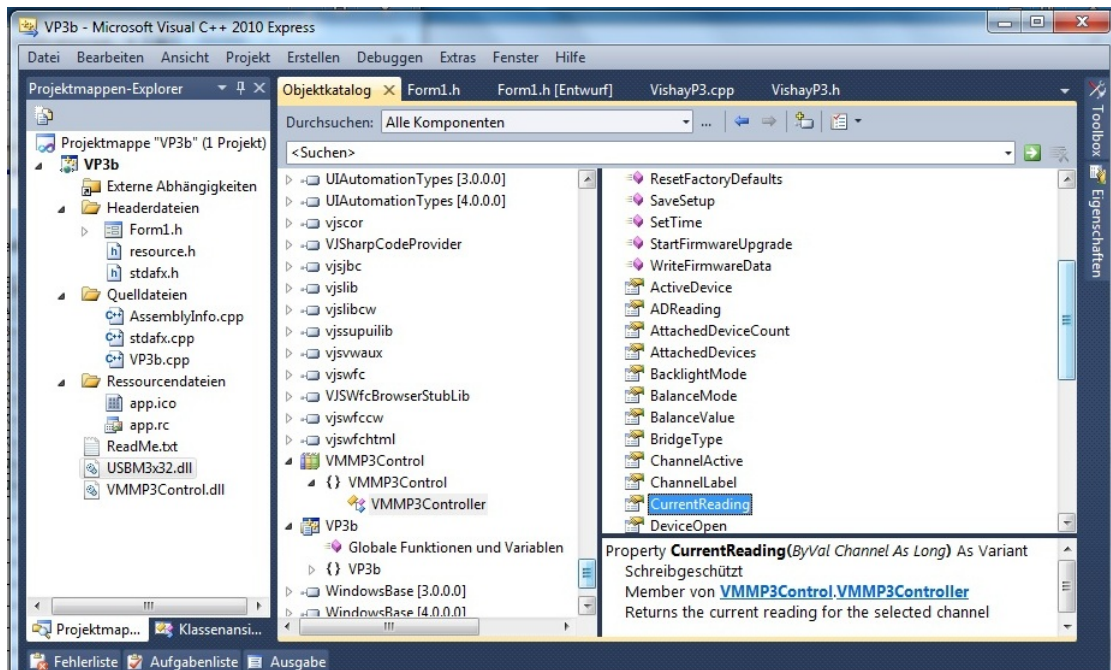 VP3b - Microsoft Visual C++ 2010 Express
Datei Bearbeiten Ansicht Projekt Erstellen Debuggen Extras Fenster Hilfe
Projektmappen-Explorer
Projektmappe "VP3b" (1 Projekt)
VP3b
Externe Abhängigkeiten
Headerdateien
Form1.h
resource.h
stdafx.h
Quelldateien
AssemblyInfo.cpp
stdafx.cpp
VP3b.cpp
Ressourcendateien
app.ico
app.rc
ReadMe.txt
USBM3x32.dll
VMMP3Control.dll
Projektmap... Klassenansi...
Objektkatalog Form1.h Form1.h [Entwurf] VishayP3.cpp VishayP3.h
Durchsuchen: Alle Komponenten ...
<Suchen>
UIAutomationTypes [3.0.0.0]
UIAutomationTypes [4.0.0.0]
vjscor
VJSharpCodeProvider
vjsjbc
vjslib
vjslibcw
vjssupuilib
vjsvwaux
vjswfc
VJSWfcBrowserStubLib
vjswfccw
vjswfchtml
VMMP3Control
{} VMMP3Control
VMMP3Controller
VP3b
Globale Funktionen und Variablen
{} VP3b
WindowsBase [3.0.0.0]
WindowsBase [4.0.0.0]
ResetFactoryDefaults
SaveSetup
SetTime
StartFirmwareUpgrade
WriteFirmwareData
ActiveDevice
ADReading
AttachedDeviceCount
AttachedDevices
BacklightMode
BalanceMode
BalanceValue
BridgeType
ChannelActive
ChannelLabel
CurrentReading
DeviceOpen
Property CurrentReading(ByVal Channel As Long) As Variant
Schreibgeschützt
Member von VMMP3Control.VMMP3Controller
Returns the current reading for the selected channel
Toolbox
Eigenschaften
Fehlerliste Aufgabenliste Ausgabe